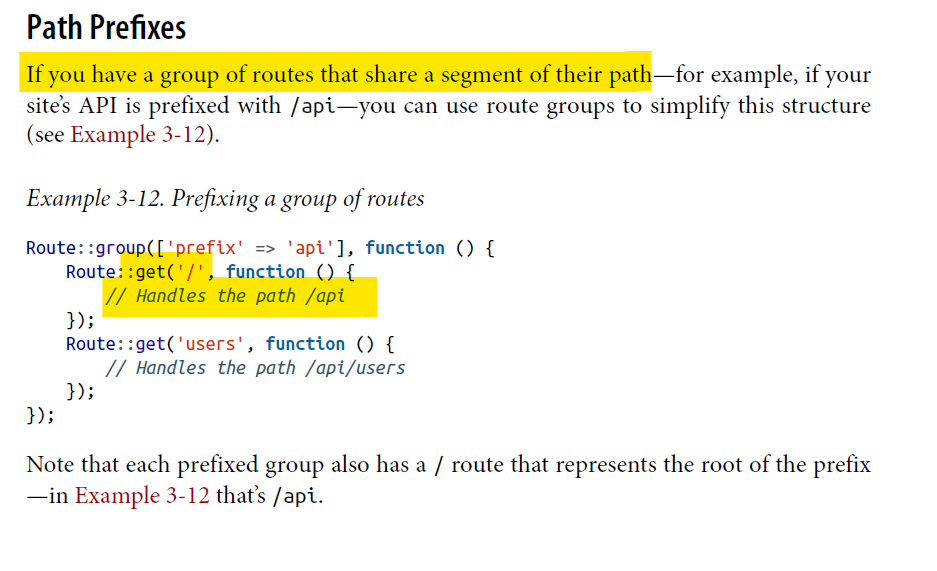 Path Prefixes
If you have a group of routes that share a segment of their path—for example, if your
site’s API is prefixed with /api—you can use route groups to simplify this structure
(see Example 3-12).
Example 3-12. Prefixing a group of routes
Route::group(['prefix' => 'api'], function () {
    Route::get('/', function () {
        // Handles the path /api
    });
    Route::get('users', function () {
        // Handles the path /api/users
    });
});
Note that each prefixed group also has a / route that represents the root of the prefix
—in Example 3-12 that’s /api.